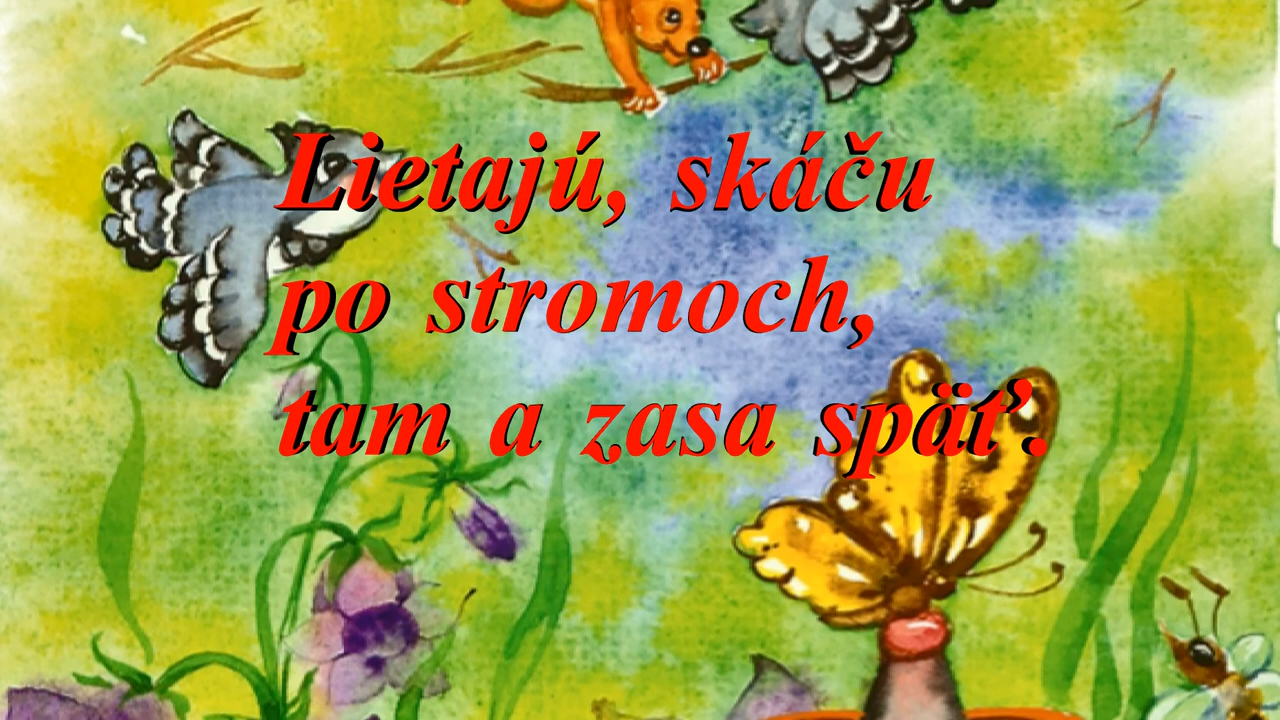 Lietajú, skáču
po stromoch,
tam a zasa späť.